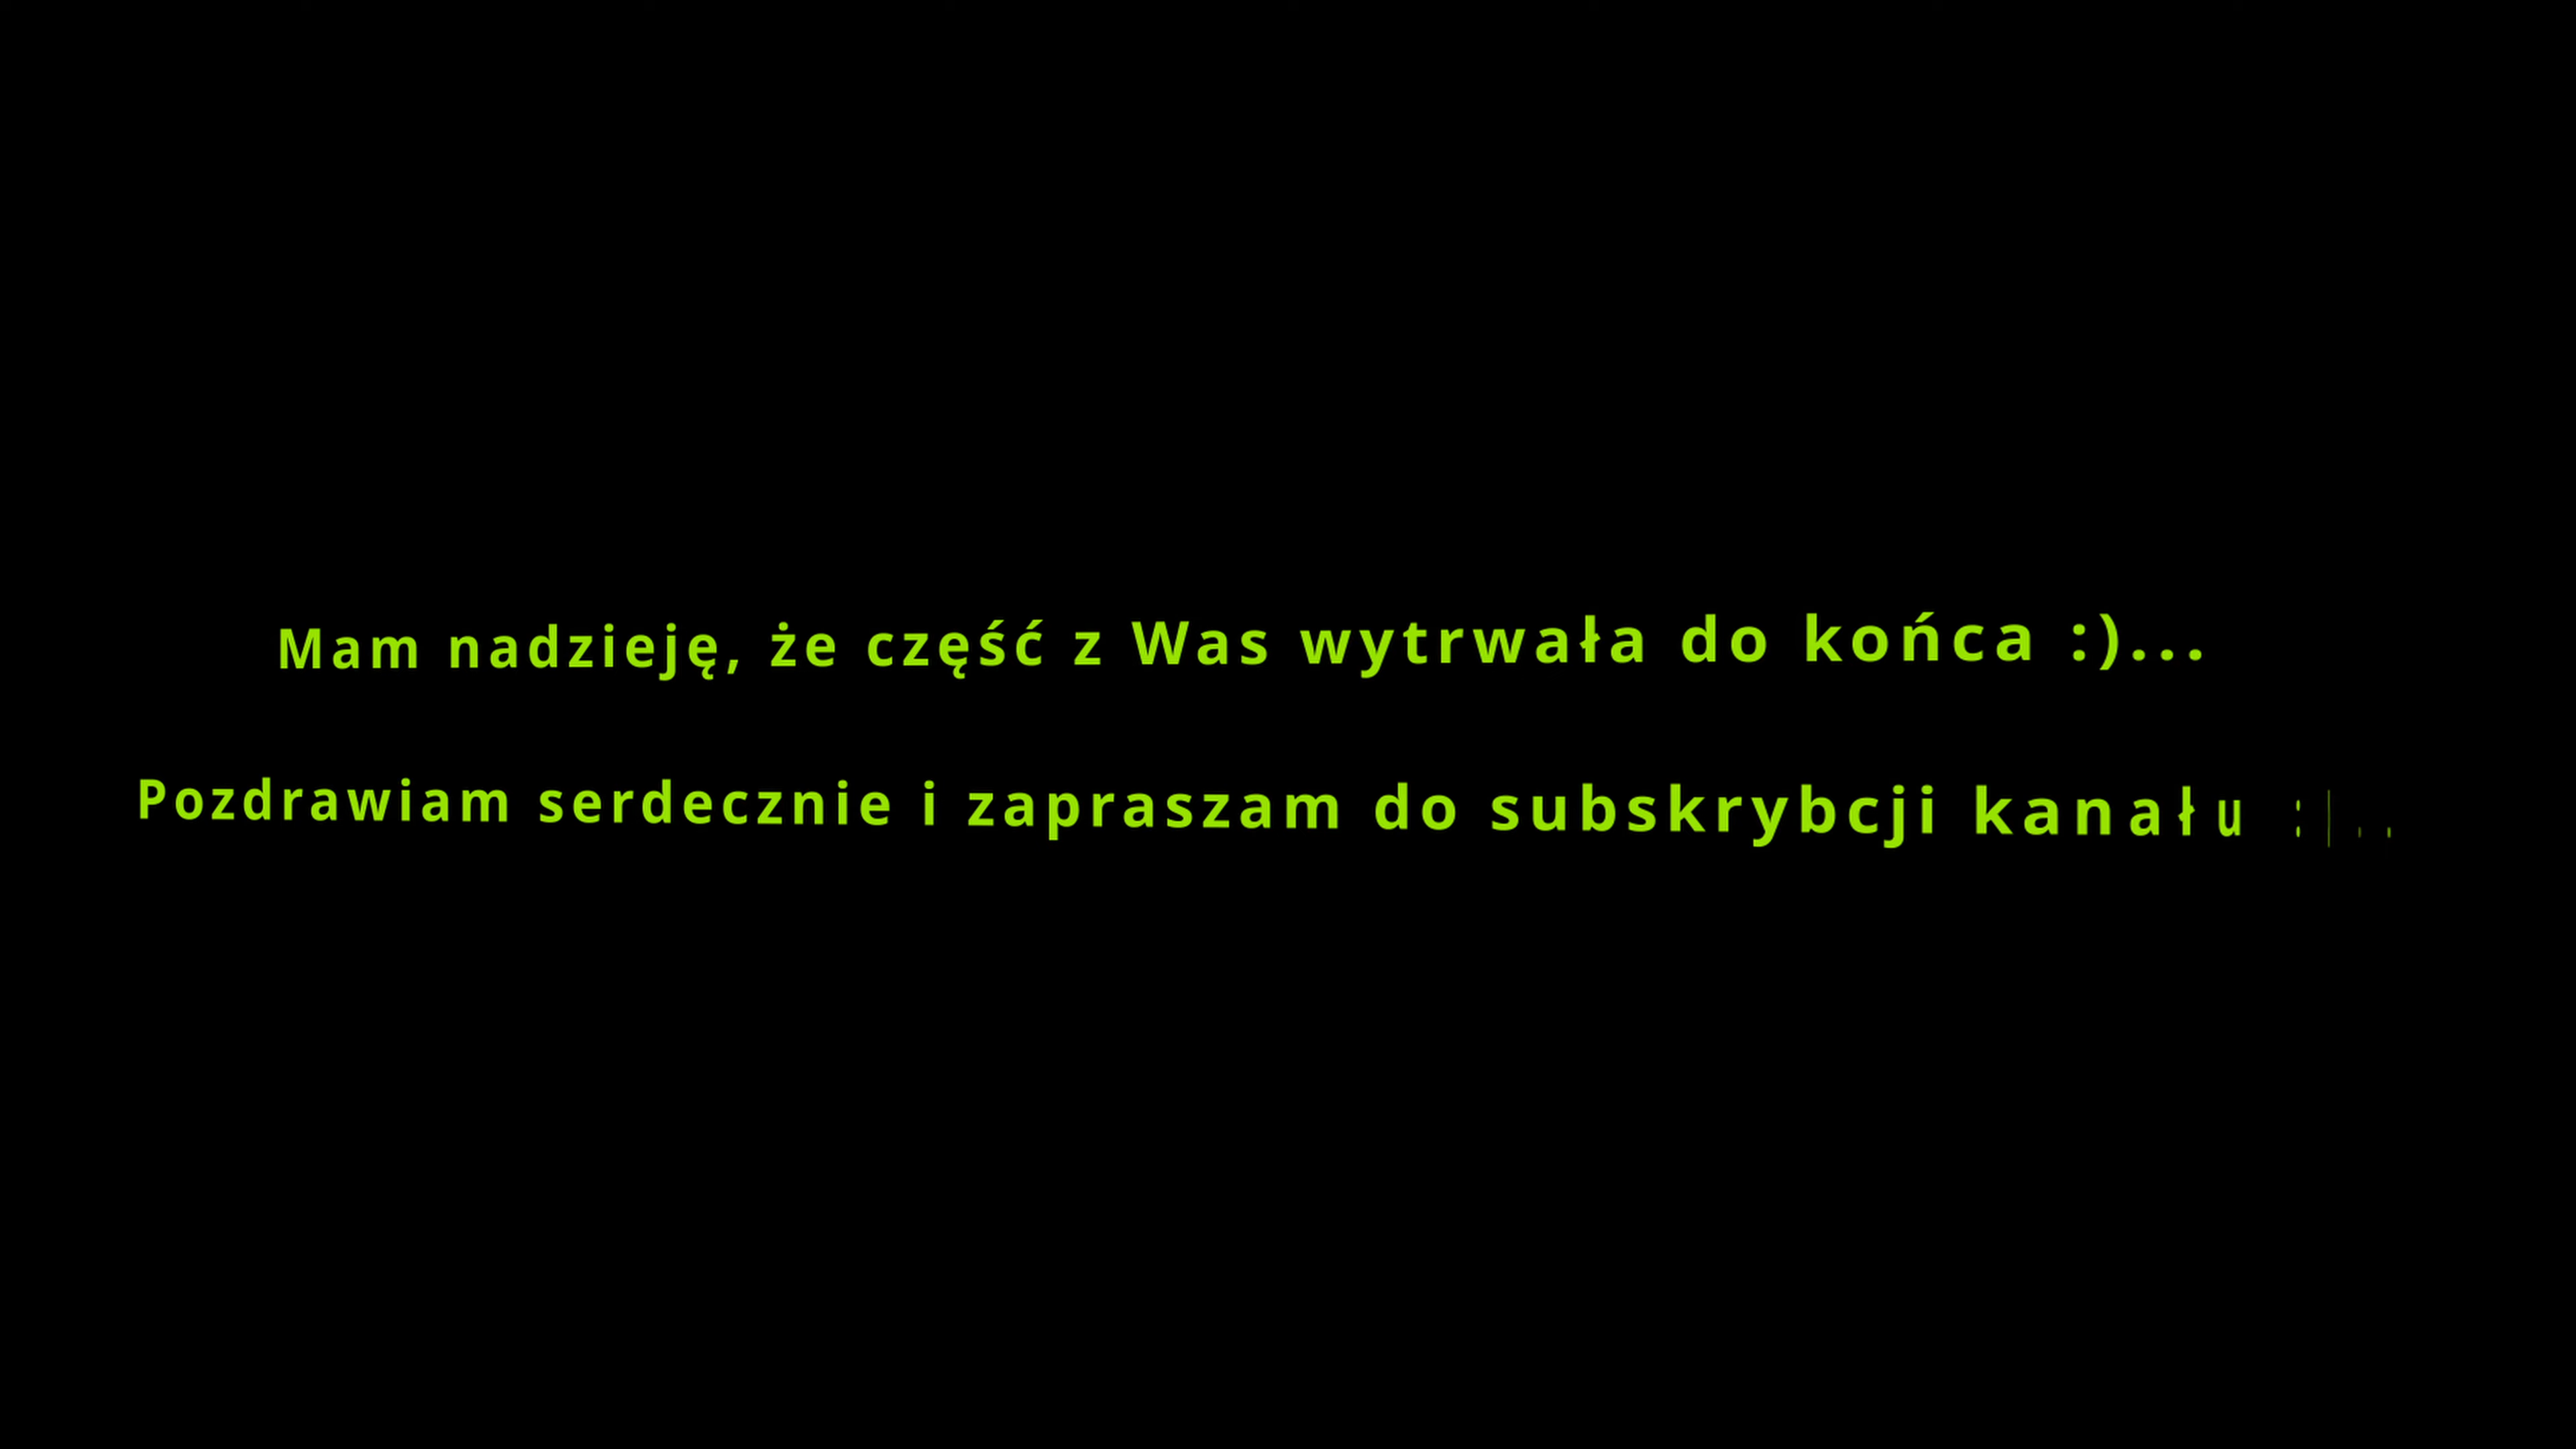 Mam nadzieję, że część z Was wytrwała do końca :)...
Pozdrawiam serdecznie i zapraszam do subskrybcji kanału :)..